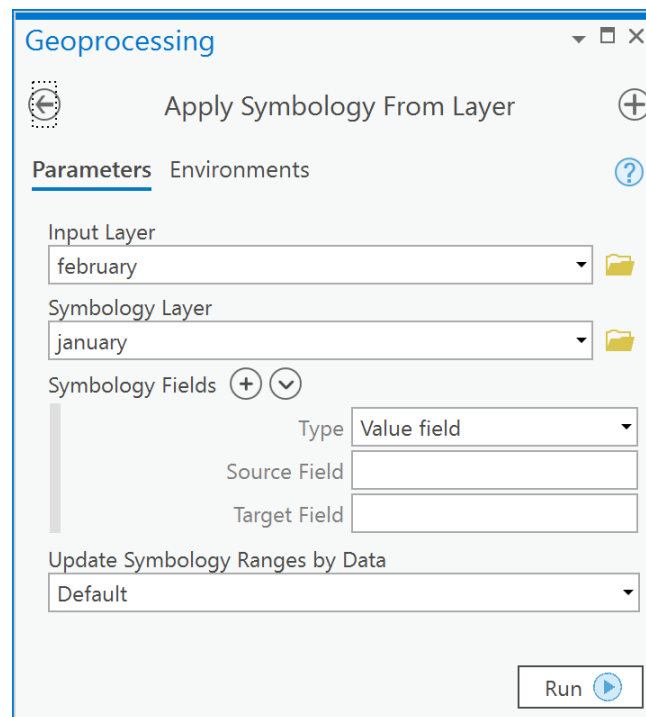 Geoprocessing
Apply Symbology From Layer
Parameters Environments
?
Input Layer
february
Symbology Layer
january
Symbology Fields
Type Value field
Source Field
Target Field
Update Symbology Ranges by Data
Default
Run